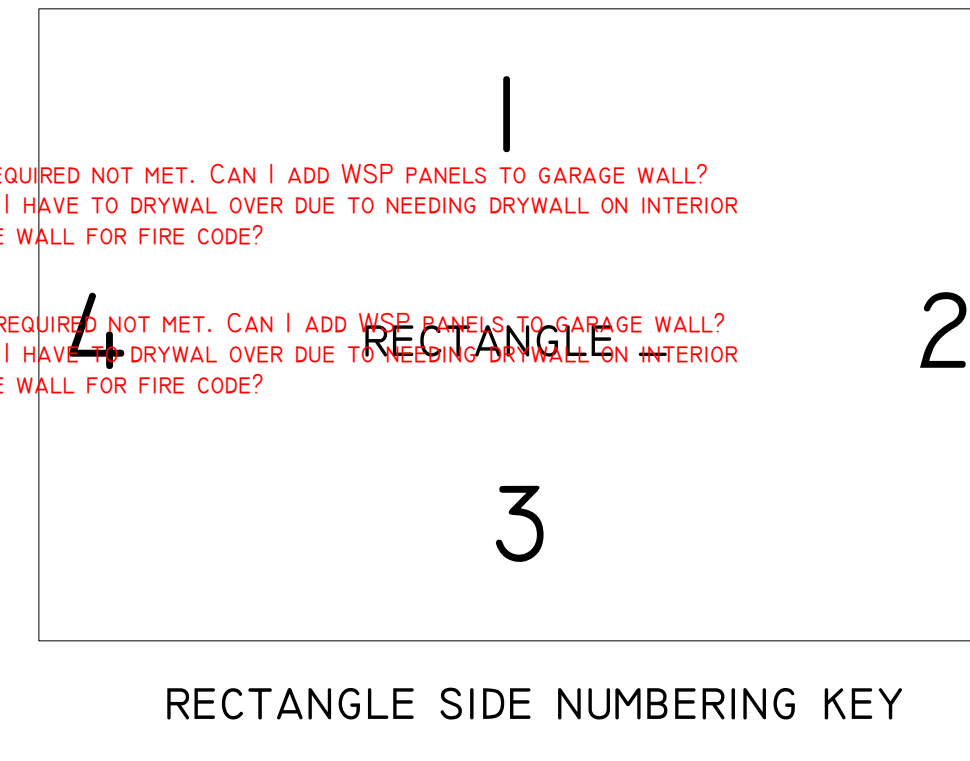 1
EQUIRED NOT MET. CAN I ADD WSP PANELS TO GARAGE WALL?
I HAVE TO DRYWAL OVER DUE TO NEEDING DRYWALL ON INTERIOR
E WALL FOR FIRE CODE?
4
2
REQUIRED NOT MET. CAN I ADD WSP PANELS TO GARAGE WALL?
RECTANGLE –
I HAVE TO DRYWAL OVER DUE TO NEEDING DRYWALL ON INTERIOR
E WALL FOR FIRE CODE?
3
RECTANGLE SIDE NUMBERING KEY